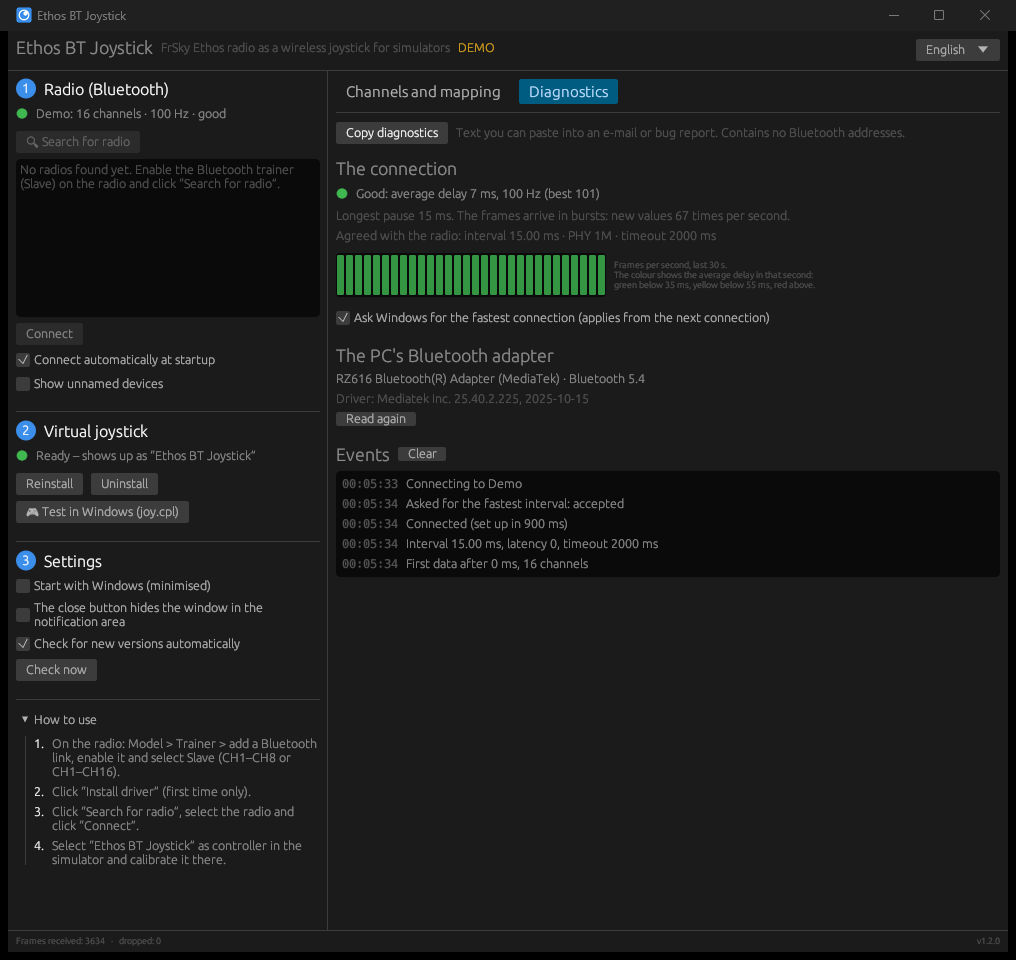 Ethos BT Joystick
Ethos BT Joystick FrSky Ethos radio as a wireless joystick for simulators DEMO
English
1 Radio (Bluetooth)
Demo: 16 channels · 100 Hz · good
Search for radio
No radios found yet. Enable the Bluetooth trainer
(Slave) on the radio and click “Search for radio”.
Connect
Connect automatically at startup
Show unnamed devices
2 Virtual joystick
Ready – shows up as “Ethos BT Joystick”
Reinstall Uninstall
Test in Windows (joy.cpl)
3 Settings
Start with Windows (minimised)
The close button hides the window in the
notification area
Check for new versions automatically
Check now
How to use
1. On the radio: Model > Trainer > add a Bluetooth
link, enable it and select Slave (CH1–CH8 or
CH1–CH16).
2. Click “Install driver” (first time only).
3. Click “Search for radio”, select the radio and
click “Connect”.
4. Select “Ethos BT Joystick” as controller in the
simulator and calibrate it there.
Channels and mapping Diagnostics
Copy diagnostics Text you can paste into an e-mail or bug report. Contains no Bluetooth addresses.
The connection
Good: average delay 7 ms, 100 Hz (best 101)
Longest pause 15 ms. The frames arrive in bursts: new values 67 times per second.
Agreed with the radio: interval 15.00 ms · PHY 1M · timeout 2000 ms
Frames per second, last 30 s.
The colour shows the average delay in that second:
green below 35 ms, yellow below 55 ms, red above.
Ask Windows for the fastest connection (applies from the next connection)
The PC's Bluetooth adapter
RZ616 Bluetooth(R) Adapter (MediaTek) · Bluetooth 5.4
Driver: Mediatek Inc. 25.40.2.225, 2025-10-15
Read again
Events Clear
00:05:33 Connecting to Demo
00:05:34 Asked for the fastest interval: accepted
00:05:34 Connected (set up in 900 ms)
00:05:34 Interval 15.00 ms, latency 0, timeout 2000 ms
00:05:34 First data after 0 ms, 16 channels
Frames received: 3634 · dropped: 0
v1.2.0